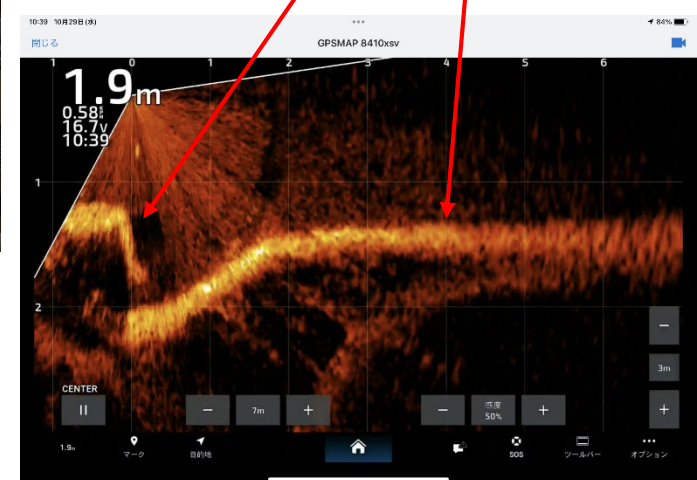 10:39 10月29日(水)
84%
閉じる
GPSMAP 8410xsv
1 0 1 2 3 4 5 6
1.9m
0.58
16.7V
10:39
1
2
CENTER
7m
感度
50%
3m
1.9m
マーク
目的地
SOS
ツールバー
オプション